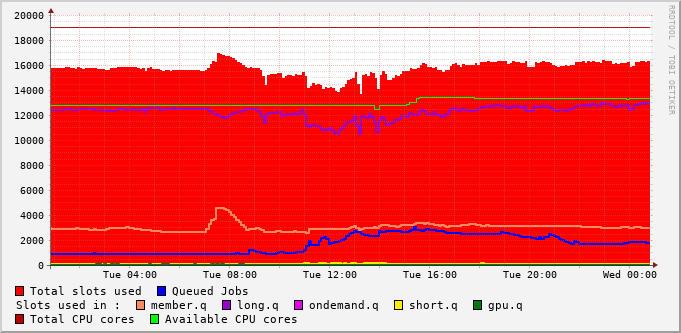 20000
18000
16000
14000
12000
10000
8000
6000
4000
2000
0
Tue 04:00 Tue 08:00 Tue 12:00 Tue 16:00 Tue 20:00 Wed 00:00
RRDTOOL / TOBI OETIKER
Total slots used Queued Jobs
Slots used in : member.q long.q ondemand.q short.q gpu.q
Total CPU cores Available CPU cores